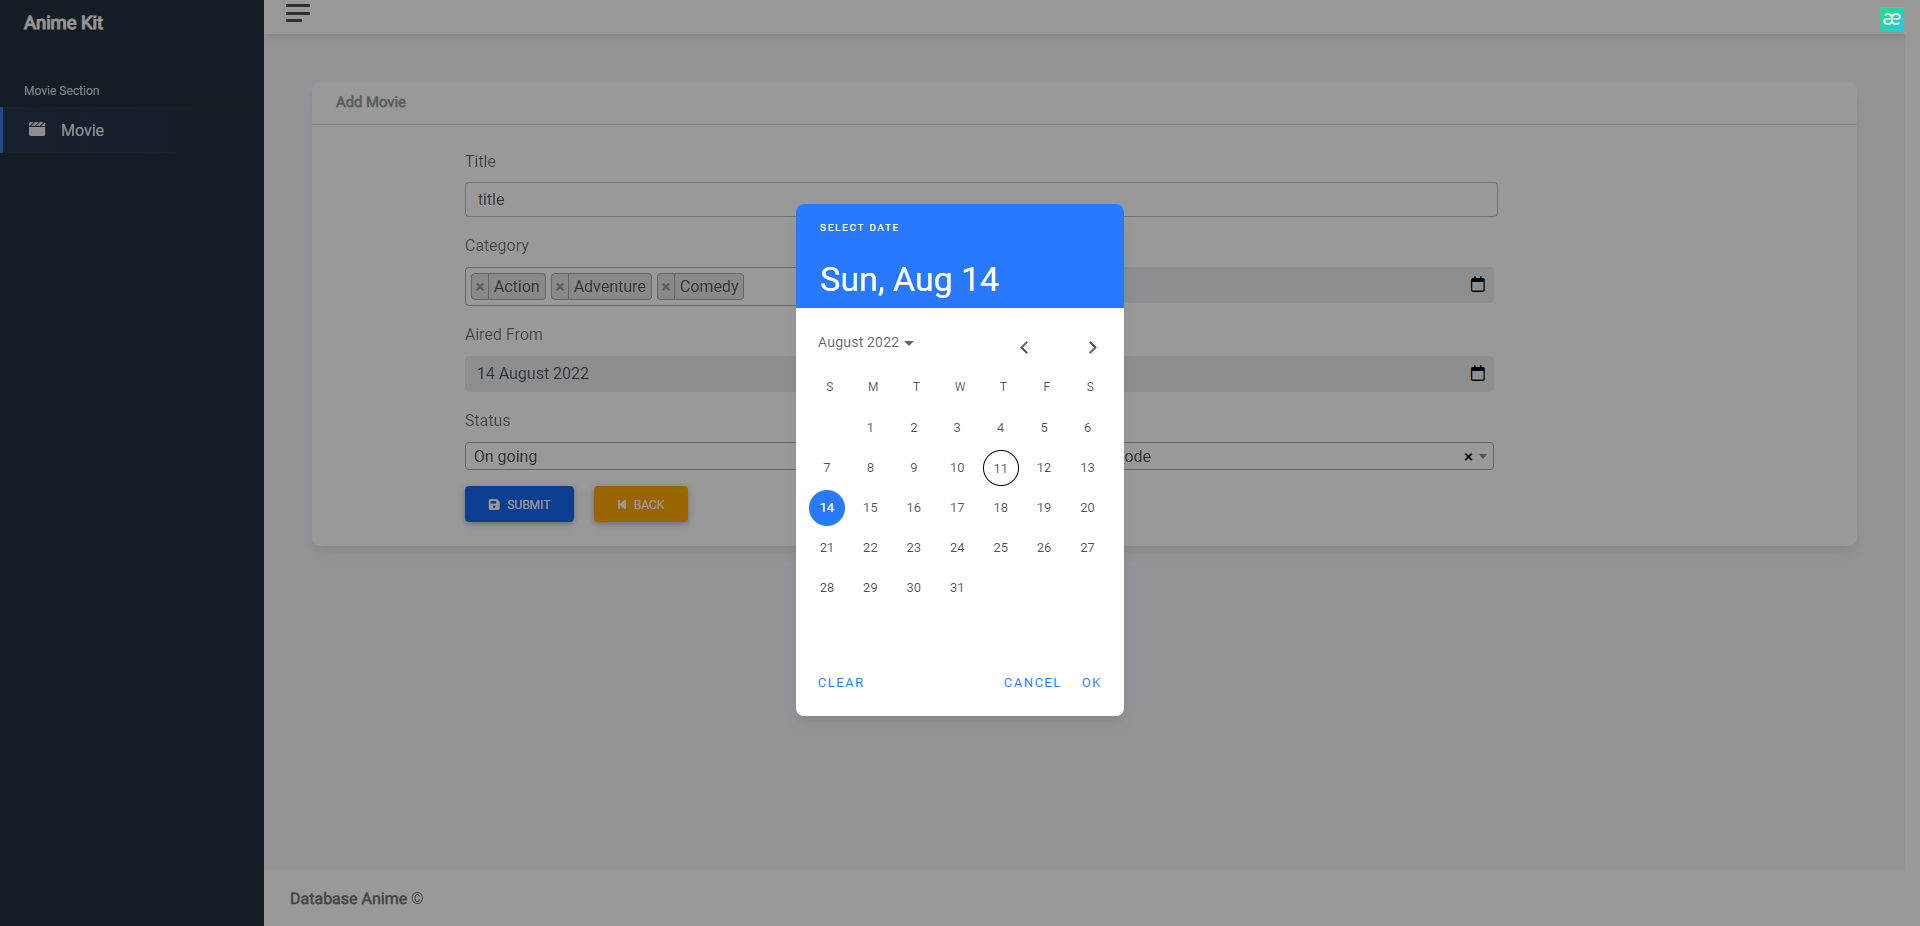 Anime Kit
æ
Movie Section
Movie
Add Movie
Title
title
Category
× Action × Adventure × Comedy
Aired From
14 August 2022
Status
On going
ode ×
SUBMIT BACK
SELECT DATE
Sun, Aug 14
August 2022
S M T W T F S
1 2 3 4 5 6
7 8 9 10 11 12 13
14 15 16 17 18 19 20
21 22 23 24 25 26 27
28 29 30 31
CLEAR CANCEL OK
Database Anime ©